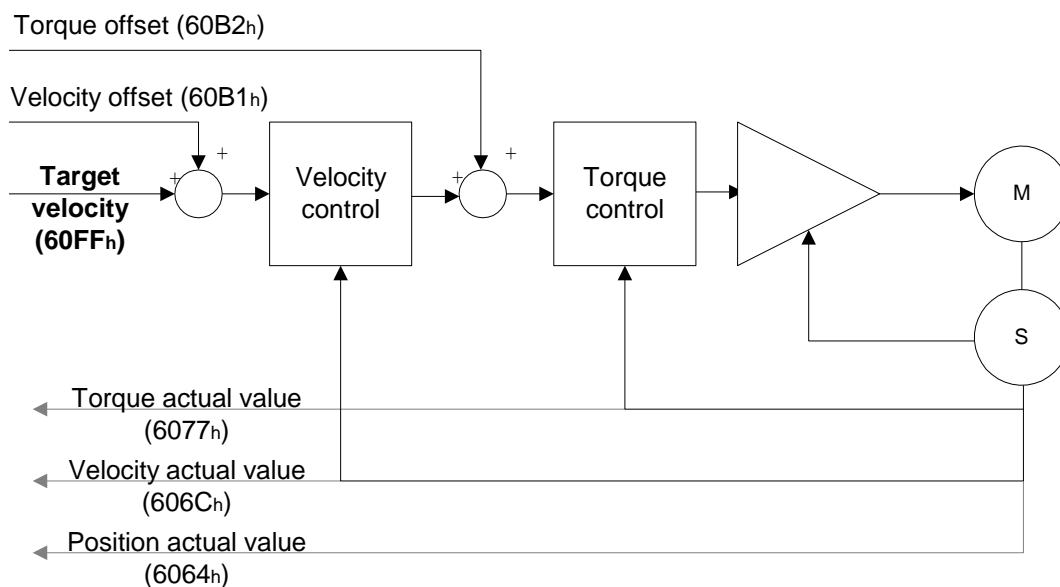 Torque offset (60B2h)
Velocity offset (60B1h)
+
+
Target
velocity
(60FFh)
Velocity
control
+
+
Torque
control
M
S
Torque actual value
(6077h)
Velocity actual value
(606Ch)
Position actual value
(6064h)